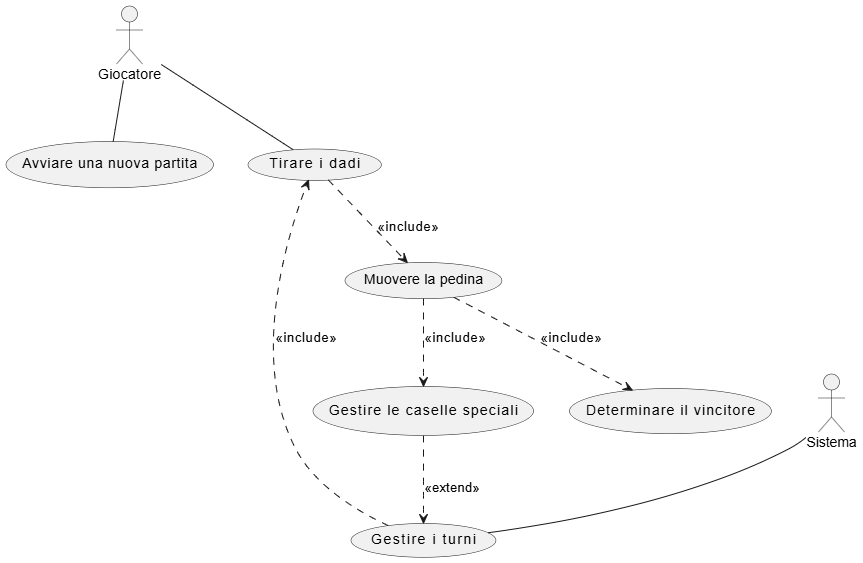 Giocatore
Avviare una nuova partita
Tirare i dadi
«include»
Muovere la pedina
«include»
«include»
«include»
Gestire le caselle speciali
Determinare il vincitore
Sistema
«extend»
Gestire i turni